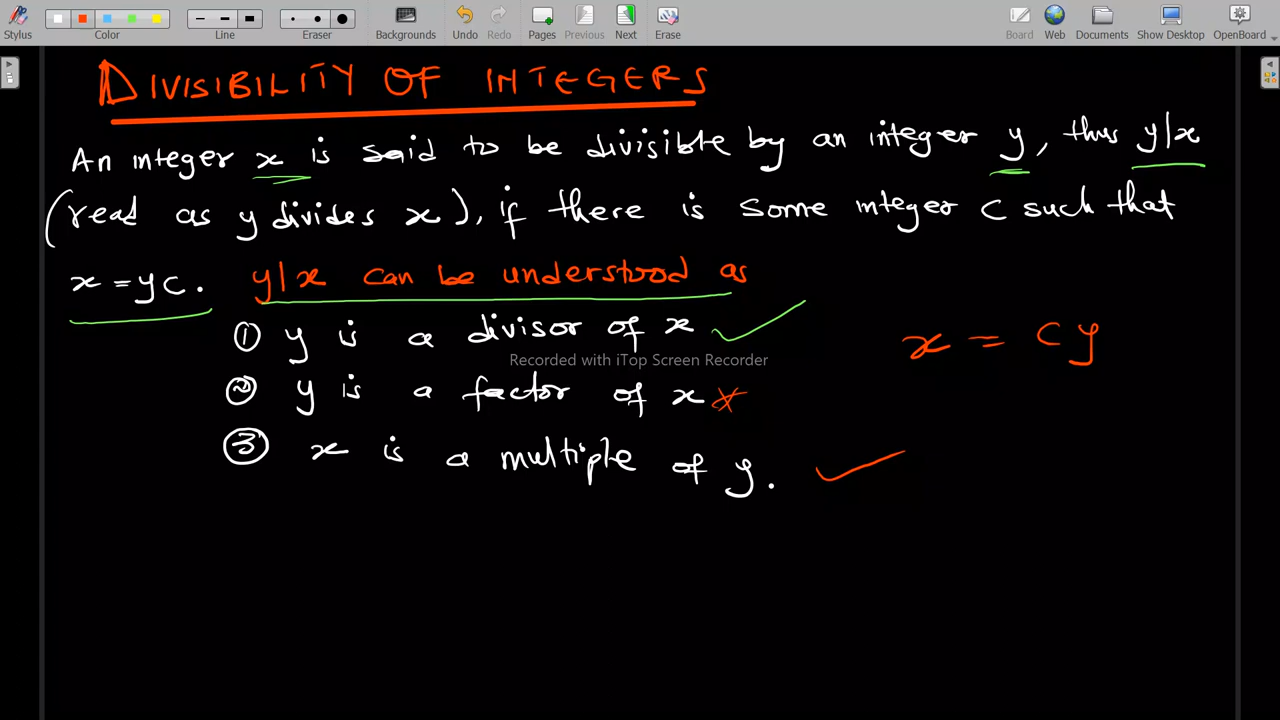 Stylus Color Line Eraser Backgrounds Undo Redo Pages Previous Next Erase Board Web Documents Show Desktop OpenBoard
DIVISIBILITY OF INTEGERS
An integer x is said to be divisible by an integer y, thus y|x
(read as y divides x), if there is some integer c such that
x = yc. y|x can be understood as
① y is a divisor of x ✓
x = cy
Recorded with iTop Screen Recorder
② y is a factor of x
③ x is a multiple of y. ✓